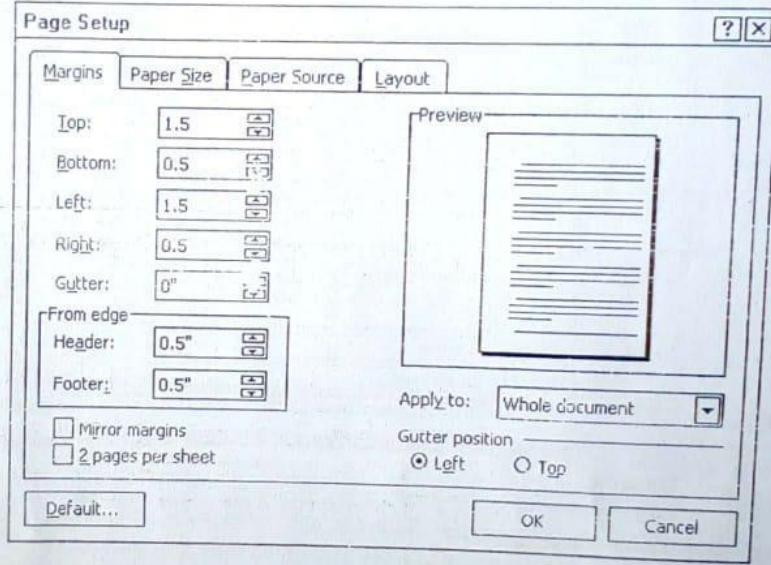 Page Setup
? X
Margins Paper Size Paper Source Layout
Top: 1.5
Bottom: 0.5
Left: 1.5
Right: 0.5
Gutter: 0"
From edge
Header: 0.5"
Footer: 0.5"
Mirror margins
2 pages per sheet
Preview
Apply to: Whole document
Gutter position
Left Top
Default...
OK Cancel